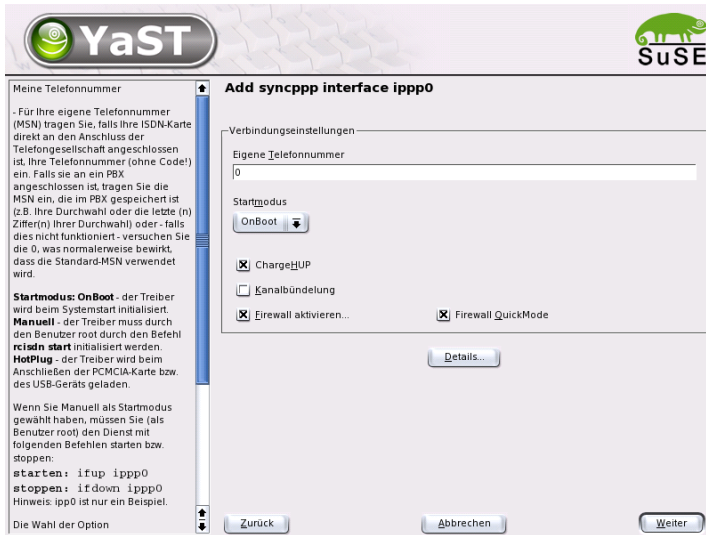 YaST
SuSE
Meine Telefonnummer
- Für Ihre eigene Telefonnummer
(MSN) tragen Sie, falls Ihre ISDN-Karte
direkt an den Anschluss der
Telefongesellschaft angeschlossen
ist, Ihre Telefonnummer (ohne Code!)
ein. Falls sie an ein PBX
angeschlossen ist, tragen Sie die
MSN ein, die im PBX gespeichert ist
(z.B. Ihre Durchwahl oder die letzte (n)
Ziffer(n) Ihrer Durchwahl) oder - falls
dies nicht funktioniert - versuchen Sie
die 0, was normalerweise bewirkt,
dass die Standard-MSN verwendet
wird.
Startmodus: OnBoot - der Treiber
wird beim Systemstart initialisiert.
Manuell - der Treiber muss durch
den Benutzer root durch den Befehl
rcisdn start initialisiert werden.
HotPlug - der Treiber wird beim
Anschließen der PCMCIA-Karte bzw.
des USB-Geräts geladen.
Wenn Sie Manuell als Startmodus
gewählt haben, müssen Sie (als
Benutzer root) den Dienst mit
folgenden Befehlen starten bzw.
stoppen:
starten: ifup ippp0
stoppen: ifdown ippp0
Hinweis: ipp0 ist nur ein Beispiel.
Die Wahl der Option
Add syncppp interface ippp0
Verbindungseinstellungen
Eigene Telefonnummer
0
Startmodus
OnBoot
ChargeHUP
Kanalbündelung
Firewall aktivieren...
Firewall QuickMode
Details...
Zurück
Abbrechen
Weiter